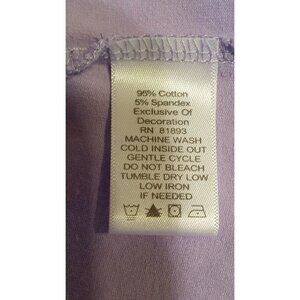 95% Cotton
5% Spandex
Exclusive Of
Decoration
RN 81893
MACHINE WASH
COLD INSIDE OUT
GENTLE CYCLE
DO NOT BLEACH
TUMBLE DRY LOW
LOW IRON
IF NEEDED